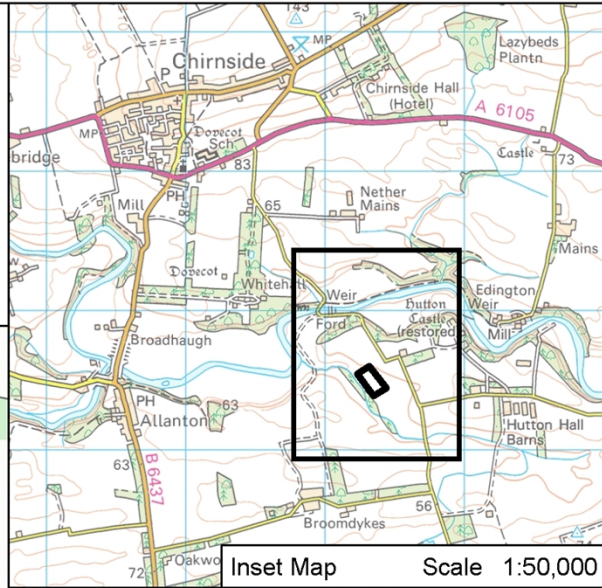 143
MP
Lazybeds
Plantn
Chirnside
P
Chirnside Hall
(Hotel)
A 6105
MP
Dovecot
Sch
Castle
bridge
83
73
PH
Nether
Mains
Mill
65
Mains
Dovecot
Whitehall
Weir
Edington
Weir
Ford
Hutton
Castle
(restored)
Mill
Broadhaugh
PH
63
Allanton
Hutton Hall
Barns
63
B6437
56
Broomdykes
Oakwo
72
74
Inset Map Scale 1:50,000